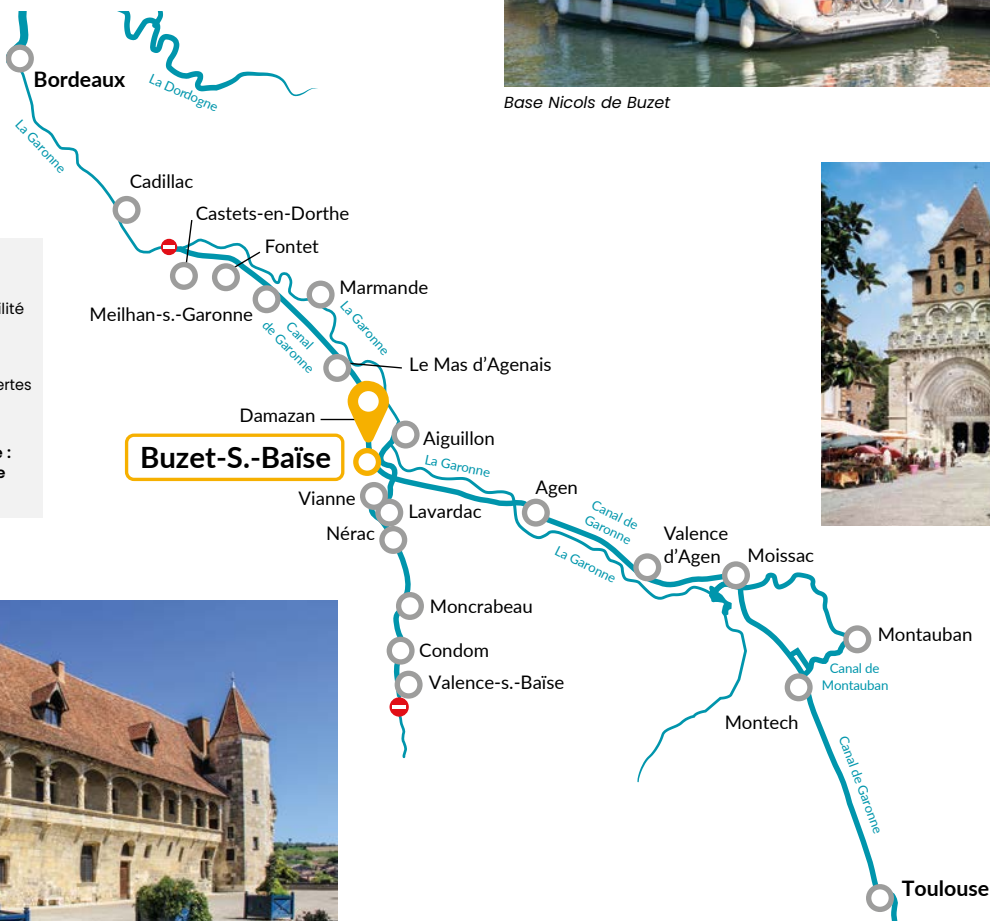 Base Nicols de Buzet
Bordeaux
La Dordogne
La Garonne
Cadillac
Castets-en-Dorthe
Fontet
Marmande
Meilhan-s.-Garonne
La Garonne
Canal
de Garonne
Le Mas d'Agenais
Damazan
Aiguillon
Buzet-S.-Baïse
La Garonne
Vianne
Lavardac
Agen
Nérac
Canal de
Garonne
La Garonne
Valence
d'Agen
Moissac
Moncrabeau
Montauban
Condom
Canal de
Montauban
Valence-s.-Baïse
Montech
Canal de Garonne
Toulouse
ilité
ertes
e :
e